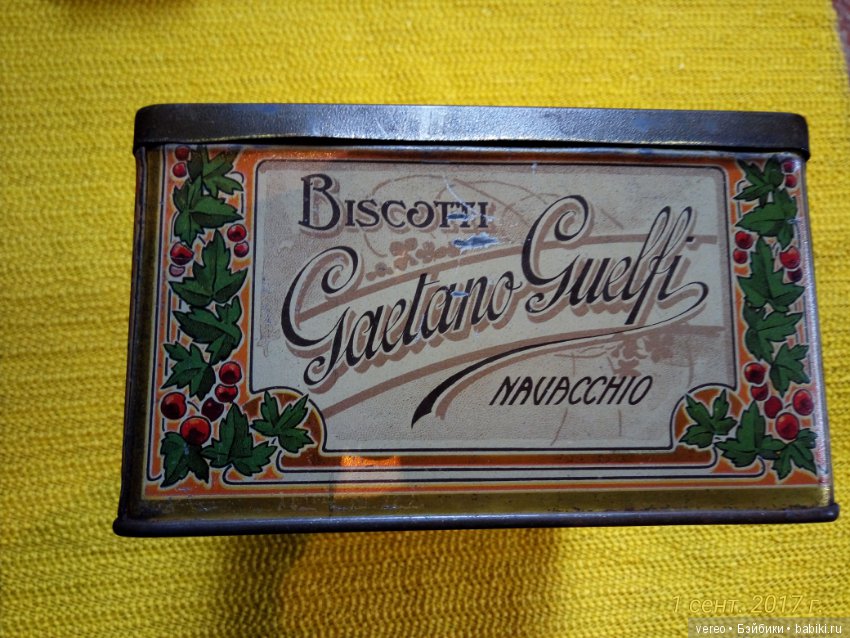 BISCOTTI
Gaetano Guelfi
NAVACCHIO
1 сент. 2017 г.
vereo • Бэйбики • babiki.ru